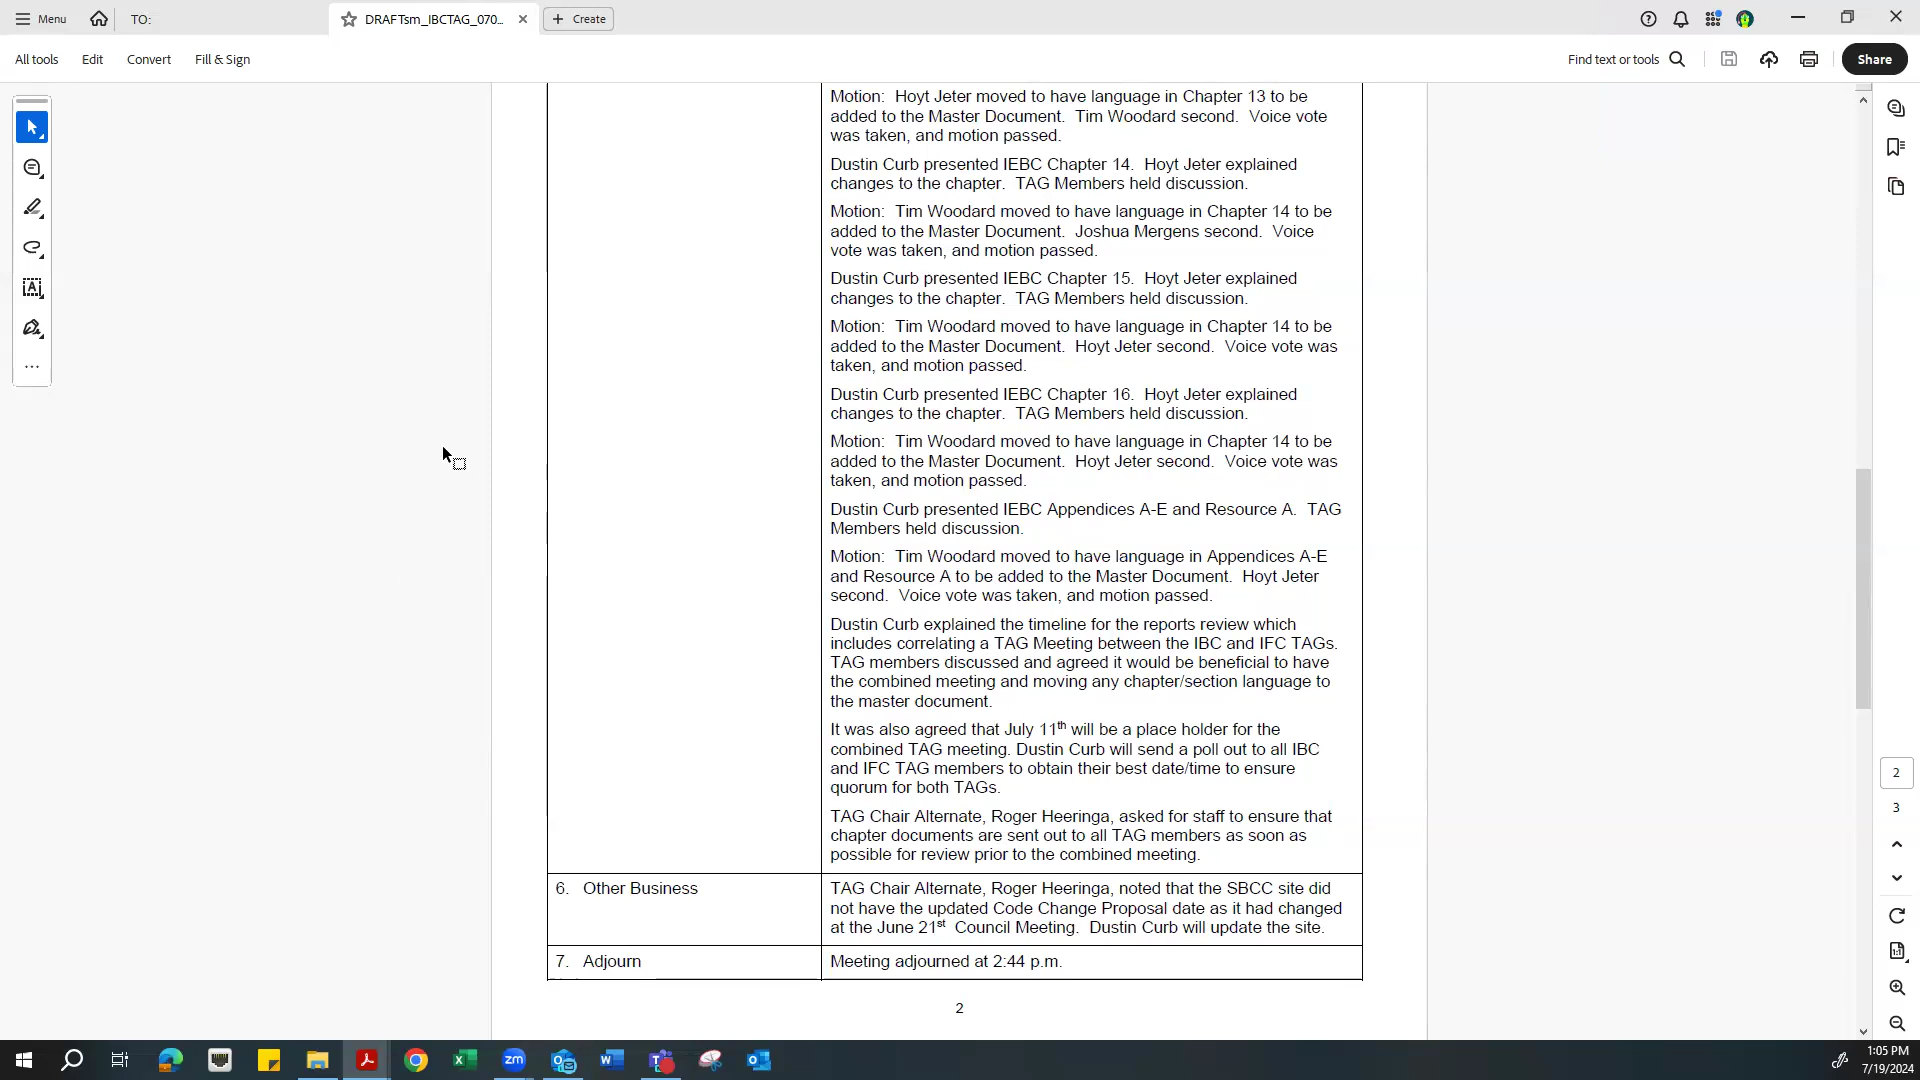 Menu
TO:
DRAFTsm_IBCTAG_070...
Create
All tools
Edit
Convert
Fill & Sign
Find text or tools
Share
Motion:  Hoyt Jeter moved to have language in Chapter 13 to be
added to the Master Document.  Tim Woodard second.  Voice vote
was taken, and motion passed.
Dustin Curb presented IEBC Chapter 14.  Hoyt Jeter explained
changes to the chapter.  TAG Members held discussion.
Motion:  Tim Woodard moved to have language in Chapter 14 to be
added to the Master Document.  Joshua Mergens second.  Voice
vote was taken, and motion passed.
Dustin Curb presented IEBC Chapter 15.  Hoyt Jeter explained
changes to the chapter.  TAG Members held discussion.
Motion:  Tim Woodard moved to have language in Chapter 14 to be
added to the Master Document.  Hoyt Jeter second.  Voice vote was
taken, and motion passed.
Dustin Curb presented IEBC Chapter 16.  Hoyt Jeter explained
changes to the chapter.  TAG Members held discussion.
Motion:  Tim Woodard moved to have language in Chapter 14 to be
added to the Master Document.  Hoyt Jeter second.  Voice vote was
taken, and motion passed.
Dustin Curb presented IEBC Appendices A-E and Resource A.  TAG
Members held discussion.
Motion:  Tim Woodard moved to have language in Appendices A-E
and Resource A to be added to the Master Document.  Hoyt Jeter
second.  Voice vote was taken, and motion passed.
Dustin Curb explained the timeline for the reports review which
includes correlating a TAG Meeting between the IBC and IFC TAGs.
TAG members discussed and agreed it would be beneficial to have
the combined meeting and moving any chapter/section language to
the master document.
It was also agreed that July 11th will be a place holder for the
combined TAG meeting. Dustin Curb will send a poll out to all IBC
and IFC TAG members to obtain their best date/time to ensure
quorum for both TAGs.
TAG Chair Alternate, Roger Heeringa, asked for staff to ensure that
chapter documents are sent out to all TAG members as soon as
possible for review prior to the combined meeting.
6.  Other Business
TAG Chair Alternate, Roger Heeringa, noted that the SBCC site did
not have the updated Code Change Proposal date as it had changed
at the June 21st  Council Meeting.  Dustin Curb will update the site.
7.  Adjourn
Meeting adjourned at 2:44 p.m.
2
2
3
1:05 PM
7/19/2024